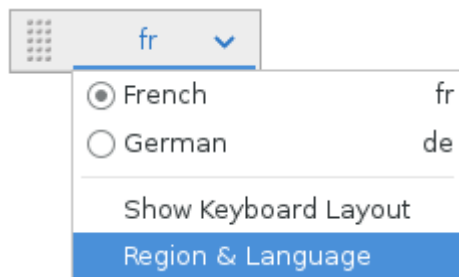 fr
French fr
German de
Show Keyboard Layout
Region & Language